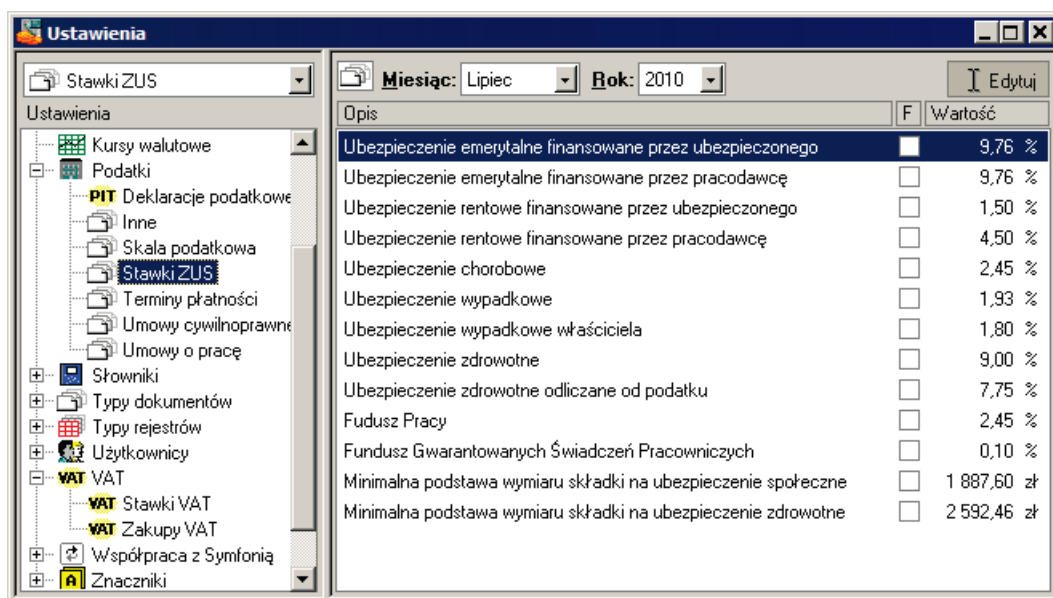 Ustawienia
Stawki ZUS
Ustawienia
Kursy walutowe
Podatki
PIT Deklaracje podatkowe
Inne
Skala podatkowa
Stawki ZUS
Terminy płatności
Umowy cywilnoprawne
Umowy o pracę
Słowniki
Typy dokumentów
Typy rejestrów
Użytkownicy
VAT VAT
VAT Stawki VAT
VAT Zakupy VAT
Współpraca z Symfonią
A Znaczniki
Miesiąc: Lipiec Rok: 2010 Edytuj
Opis F Wartość
Ubezpieczenie emerytalne finansowane przez ubezpieczonego 9,76 %
Ubezpieczenie emerytalne finansowane przez pracodawcę 9,76 %
Ubezpieczenie rentowe finansowane przez ubezpieczonego 1,50 %
Ubezpieczenie rentowe finansowane przez pracodawcę 4,50 %
Ubezpieczenie chorobowe 2,45 %
Ubezpieczenie wypadkowe 1,93 %
Ubezpieczenie wypadkowe właściciela 1,80 %
Ubezpieczenie zdrowotne 9,00 %
Ubezpieczenie zdrowotne odliczane od podatku 7,75 %
Fudusz Pracy 2,45 %
Fundusz Gwarantowanych Świadczeń Pracowniczych 0,10 %
Minimalna podstawa wymiaru składki na ubezpieczenie społeczne 1 887,60 zł
Minimalna podstawa wymiaru składki na ubezpieczenie zdrowotne 2 592,46 zł